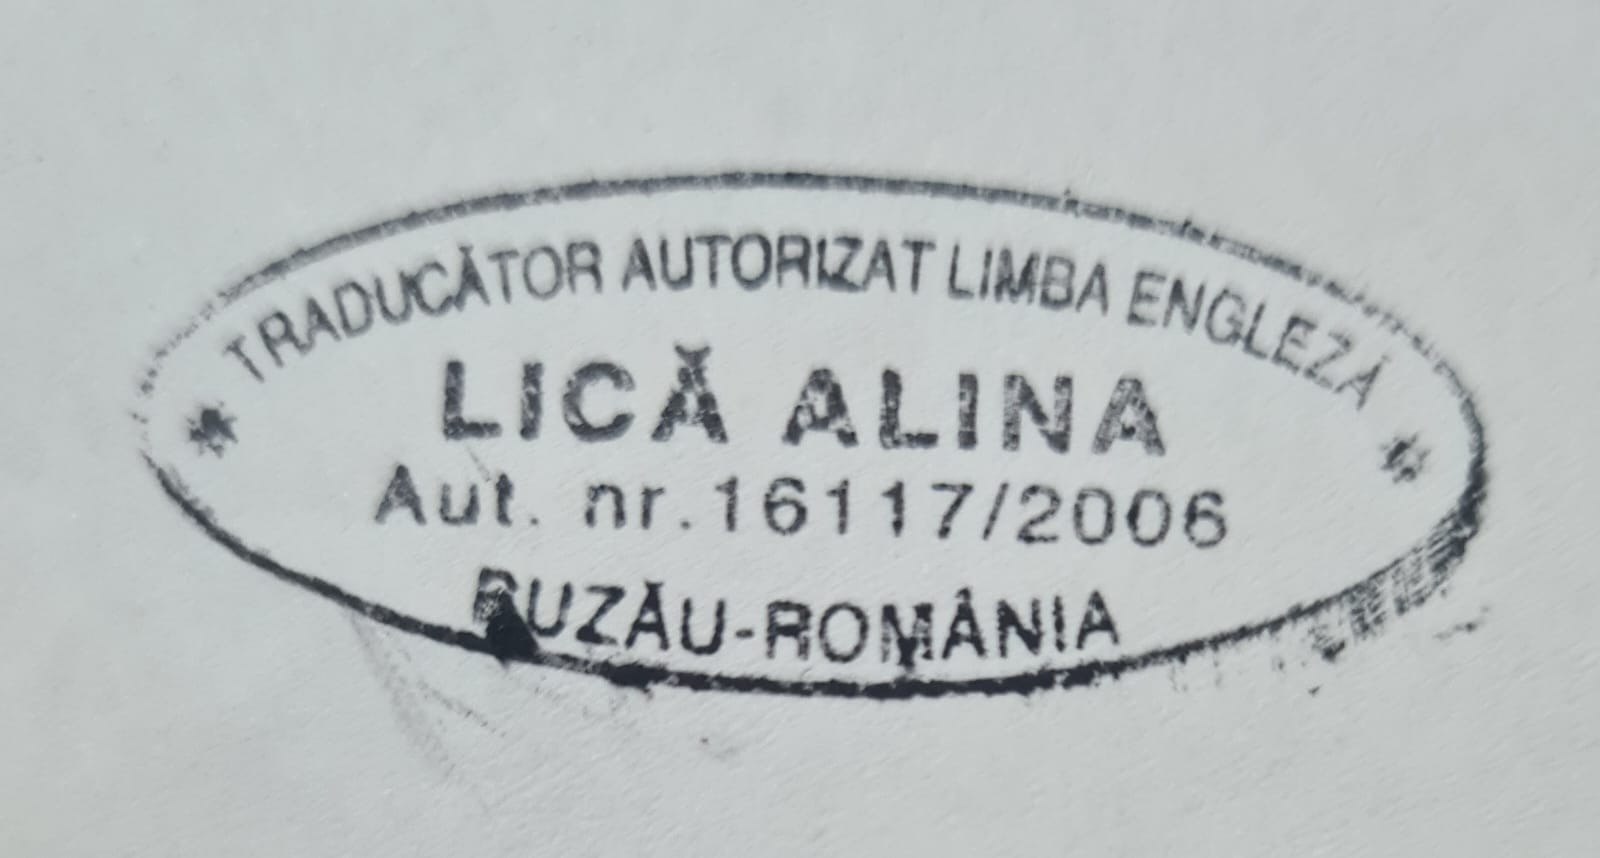 TRADUCĂTOR AUTORIZAT LIMBA ENGLEZĂ
LICĂ ALINA
Aut. nr. 16117/2006
BUZĂU-ROMÂNIA